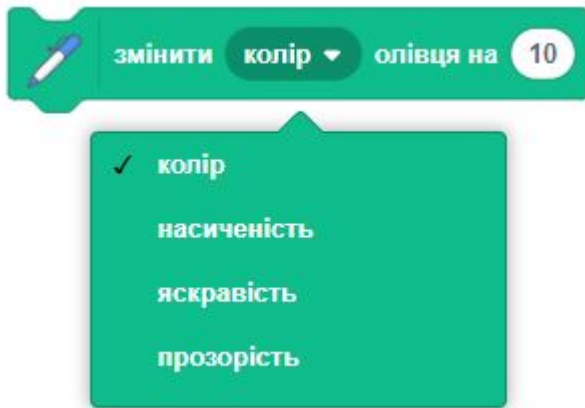 змінити колір олівця на 10
колір
насиченість
яскравість
прозорість